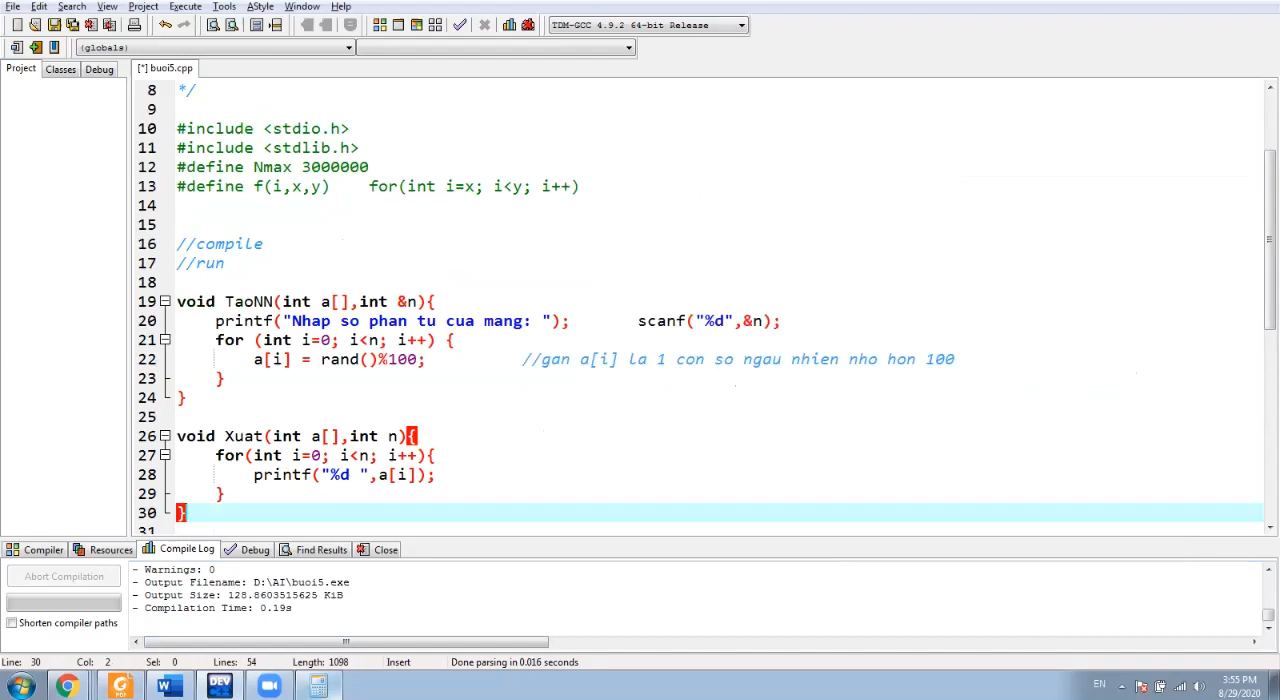 File Edit Search View Project Execute Tools AStyle Window Help
TDM-GCC 4.9.2 64-bit Release
(globals)
Project Classes Debug [*] buoi5.cpp
8 */
9
10 #include <stdio.h>
11 #include <stdlib.h>
12 #define Nmax 3000000
13 #define f(i,x,y) for(int i=x; i<y; i++)
14
15
16 //compile
17 //run
18
19 void TaoNN(int a[],int &n){
20 printf("Nhap so phan tu cua mang: "); scanf("%d",&n);
21 for (int i=0; i<n; i++) {
22 a[i] = rand()%100; //gan a[i] la 1 con so ngau nhien nho hon 100
23 }
24 }
25
26 void Xuat(int a[],int n){
27 for(int i=0; i<n; i++){
28 printf("%d ",a[i]);
29 }
30 }
31
Compiler Resources Compile Log Debug Find Results Close
Abort Compilation
Shorten compiler paths
- Warnings: 0
- Output Filename: D:\AI\buoi5.exe
- Output Size: 128.8603515625 KiB
- Compilation Time: 0.19s
Line: 30 Col: 2 Sel: 0 Lines: 54 Length: 1098 Insert Done parsing in 0.016 seconds
PDF W DEV C++ EN 3:55 PM
8/29/2020